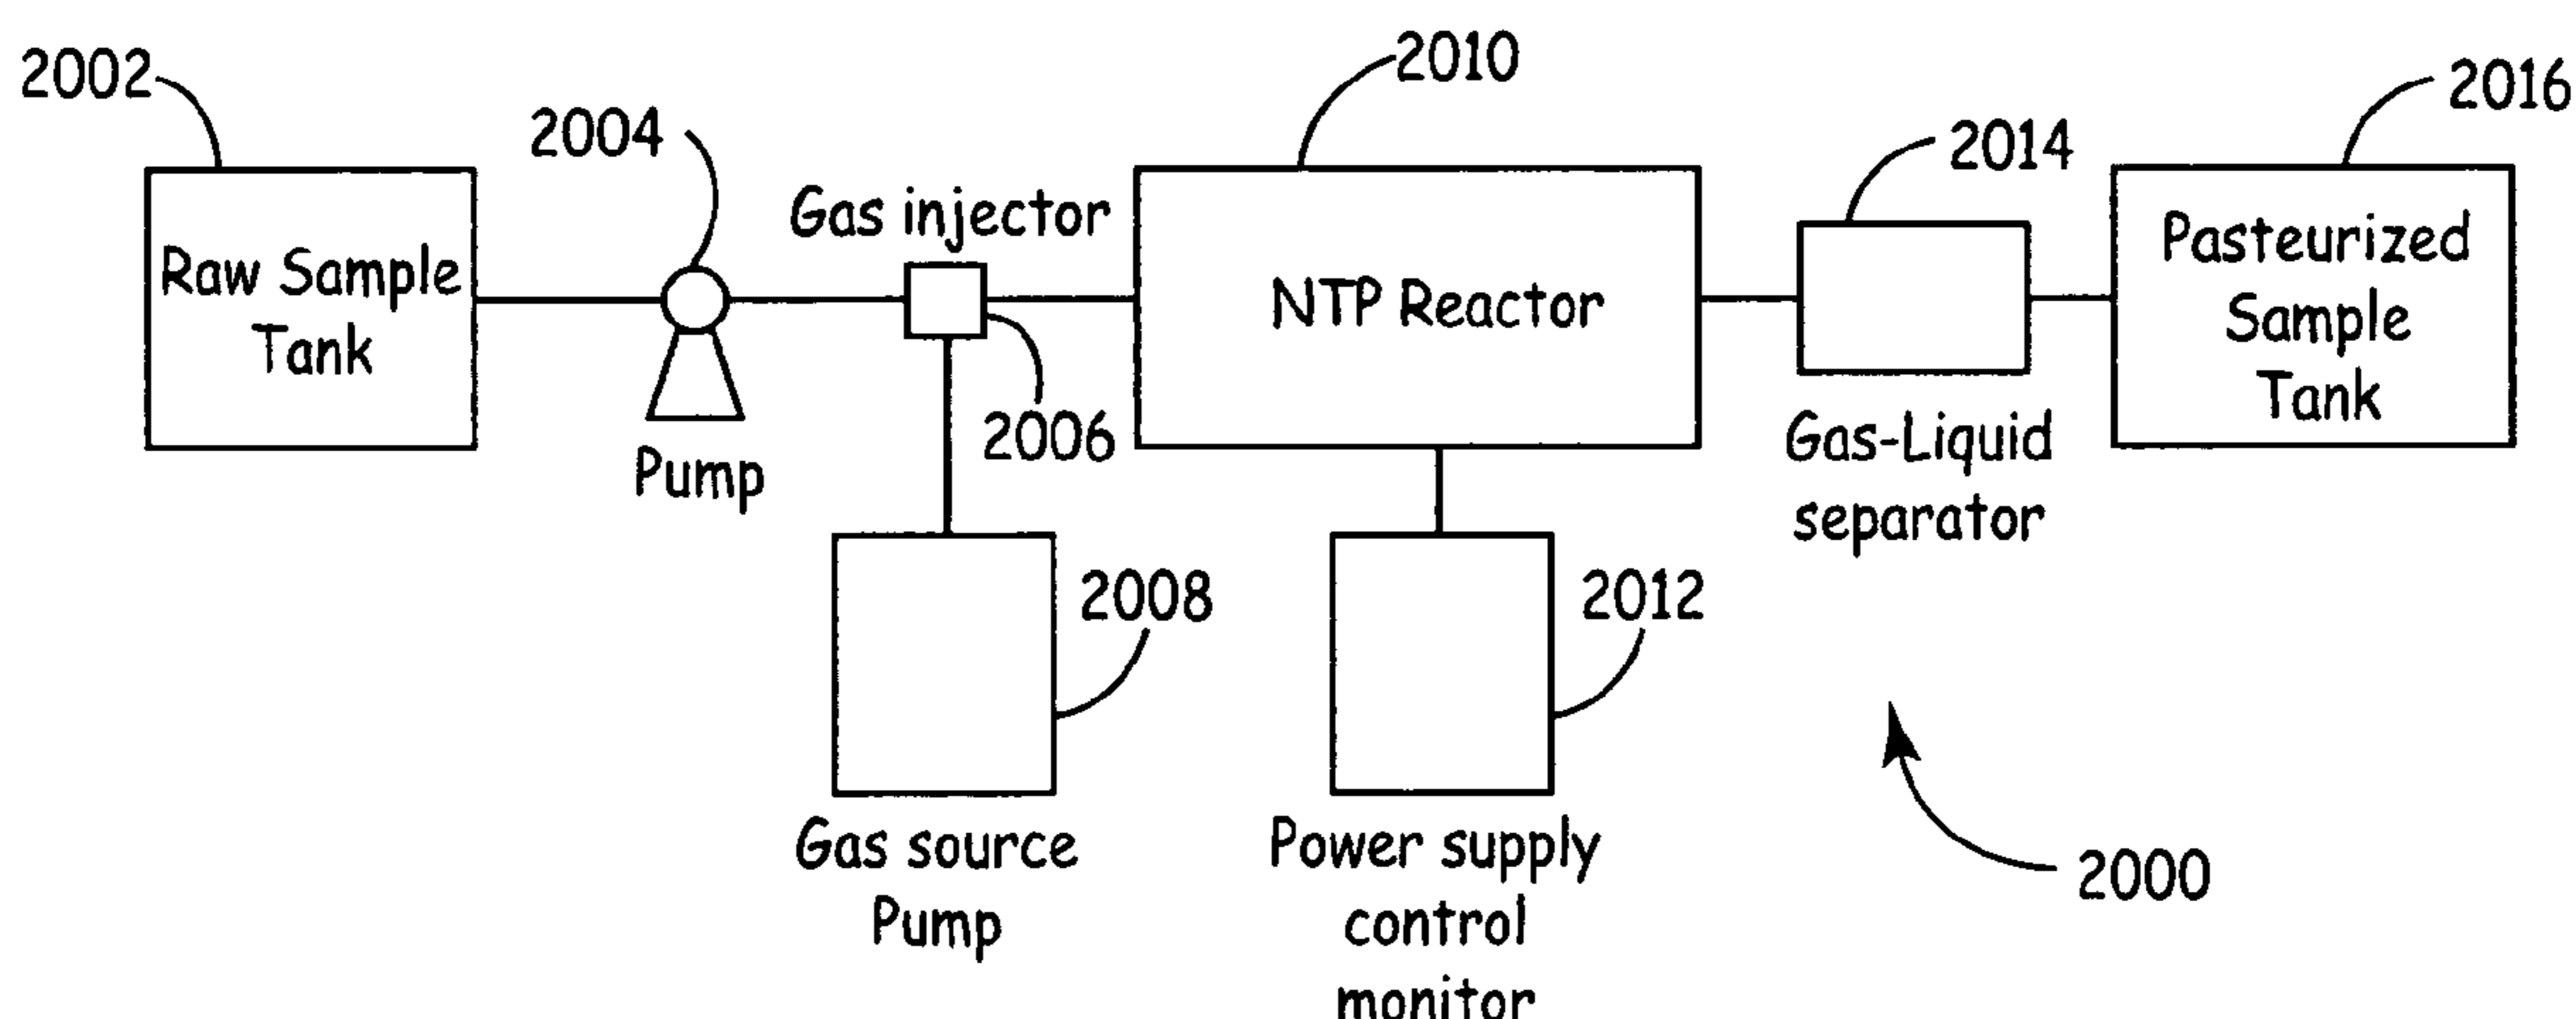 2002
2004
2010
2014
2016
Gas injector
Raw Sample
Tank
NTP Reactor
Pasteurized
Sample
Tank
2006
Pump
Gas-Liquid
separator
2008
2012
Gas source
Pump
Power supply
control
monitor
2000